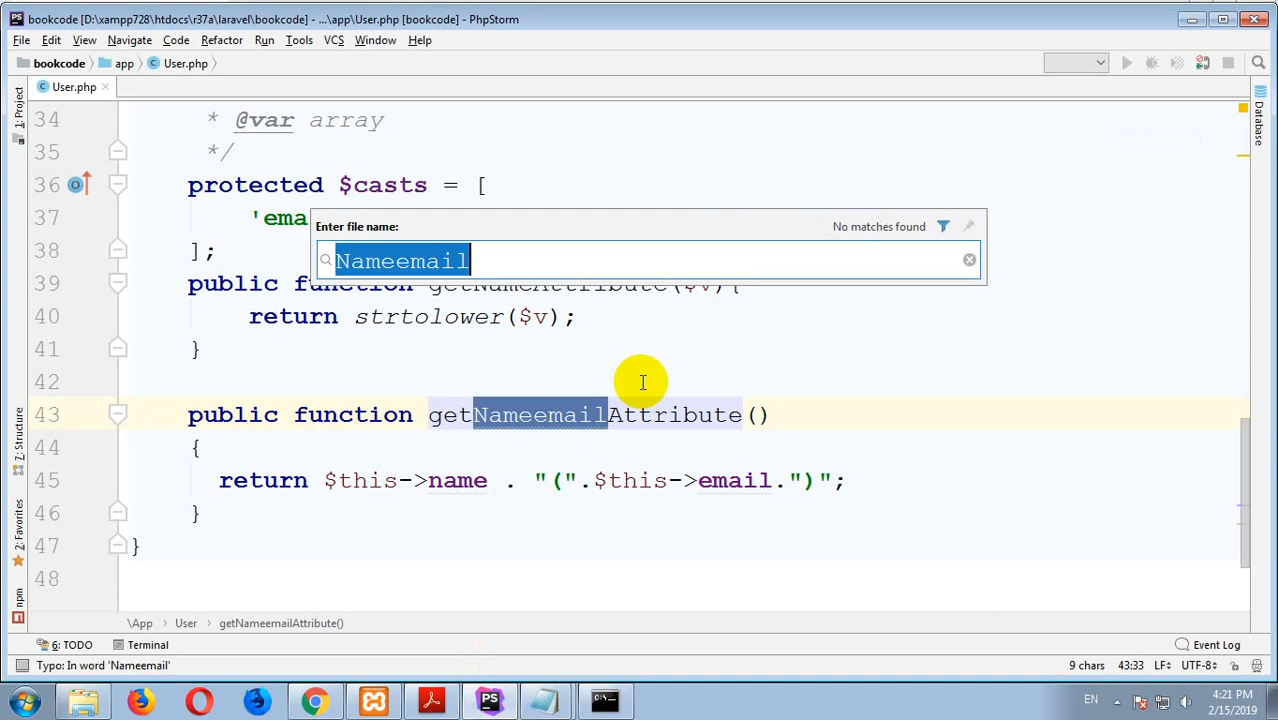 bookcode [D:\xampp728\htdocs\r37a\laravel\bookcode] - ...\app\User.php [bookcode] - PhpStorm
File Edit View Navigate Code Refactor Run Tools VCS Window Help
bookcode app User.php
User.php
1: Project
Database
34 * @var array
35 */
36 protected $casts = [
Enter file name: No matches found
37 'ema
Nameemail
38 ];
39 public function getNameAttribute($v){
40 return strtolower($v);
41 }
42
43 public function getNameemailAttribute()
{
45 return $this->name . "(".$this->email.")";
46 }
47 }
48
7: Structure
2: Favorites
npm
\App User getNameemailAttribute()
6: TODO Terminal Event Log
Typo: In word 'Nameemail' 9 chars 43:33 LF UTF-8
PS
C:\
EN 4:21 PM
2/15/2019